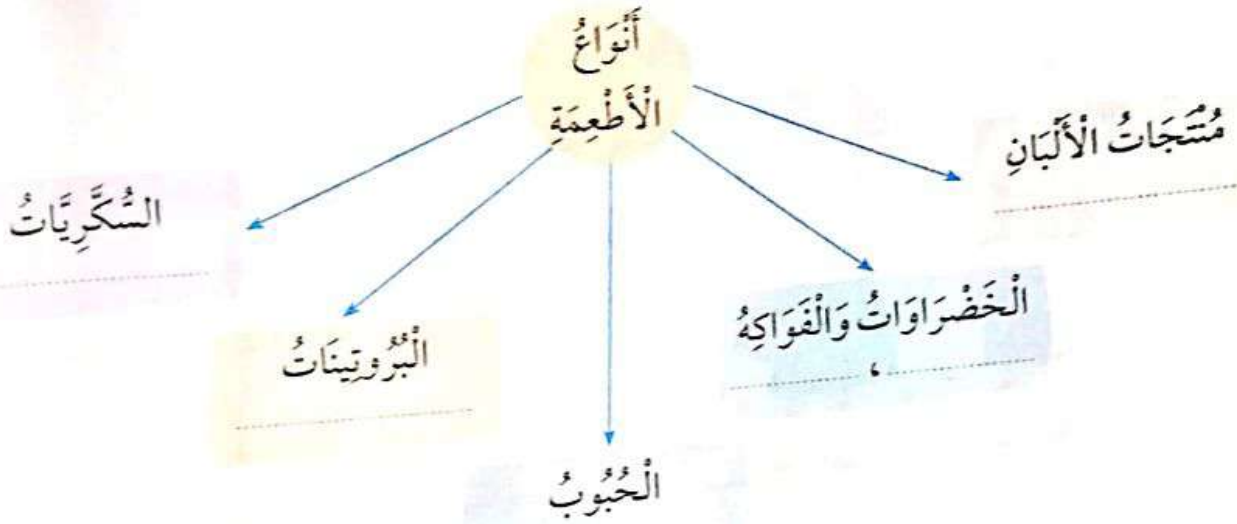 أَنْوَاعُ
الْأَطْعِمَةِ
مُنْتَجَاتُ الْأَلْبَانِ
الْخَضْرَاوَاتُ وَالْفَوَاكِهُ
،
الْحُبُوبُ
الْبُرُوتِينَاتُ
السُّكَّرِيَّاتُ